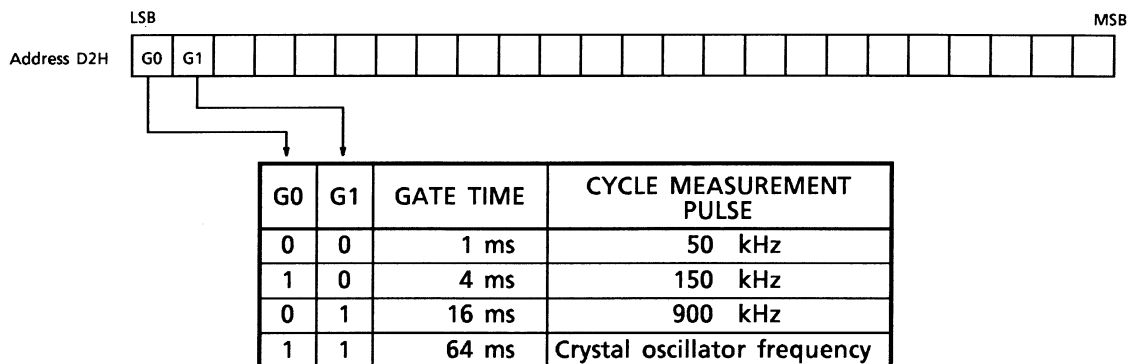 LSB MSB
Address D2H G0 G1
G0 G1 GATE TIME CYCLE MEASUREMENT PULSE
0 0 1 ms 50 kHz
1 0 4 ms 150 kHz
0 1 16 ms 900 kHz
1 1 64 ms Crystal oscillator frequency